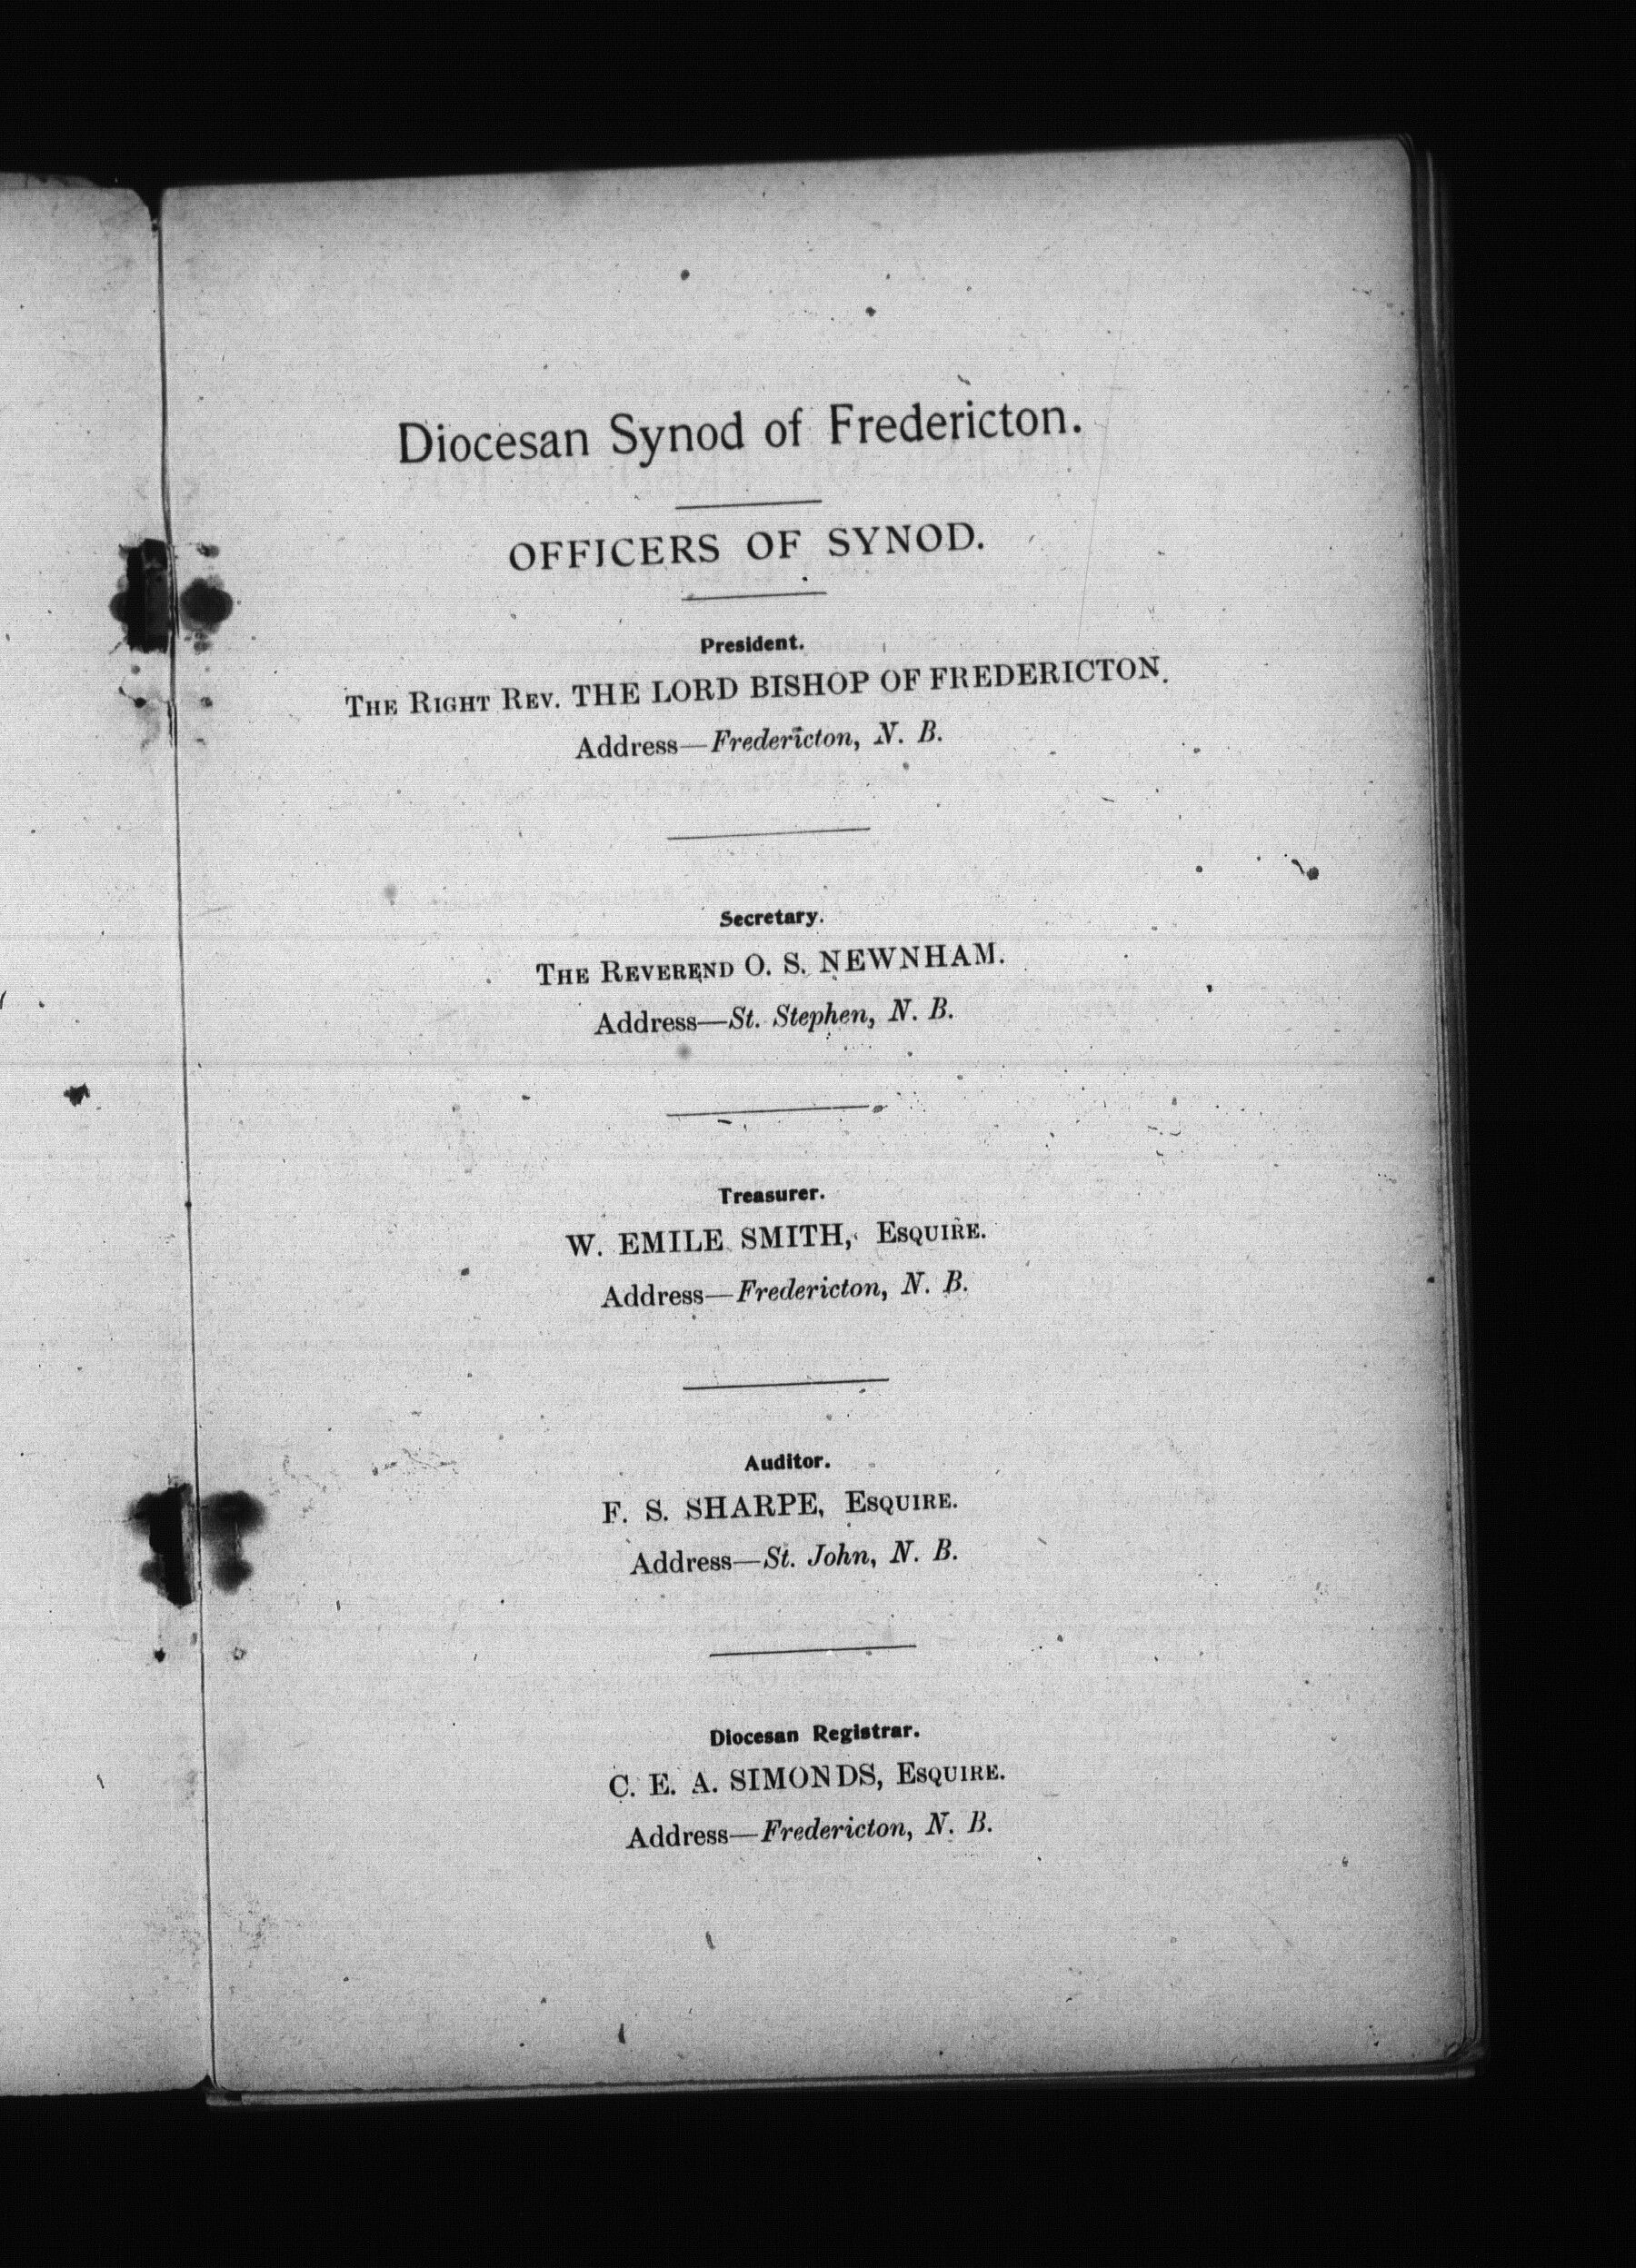 Diocesan Synod of Fredericton.
OFFICERS OF SYNOD.
President.
THE RIGHT REV. THE LORD BISHOP OF FREDERICTON.
Address—Fredericton, N. B.
Secretary.
THE REVEREND O. S. NEWNHAM.
Address—St. Stephen, N. B.
Treasurer.
W. EMILE SMITH, ESQUIRE.
Address—Fredericton, N. B.
Auditor.
F. S. SHARPE, ESQUIRE.
Address—St. John, N. B.
Diocesan Registrar.
C. E. A. SIMONDS, ESQUIRE.
Address—Fredericton, N. B.